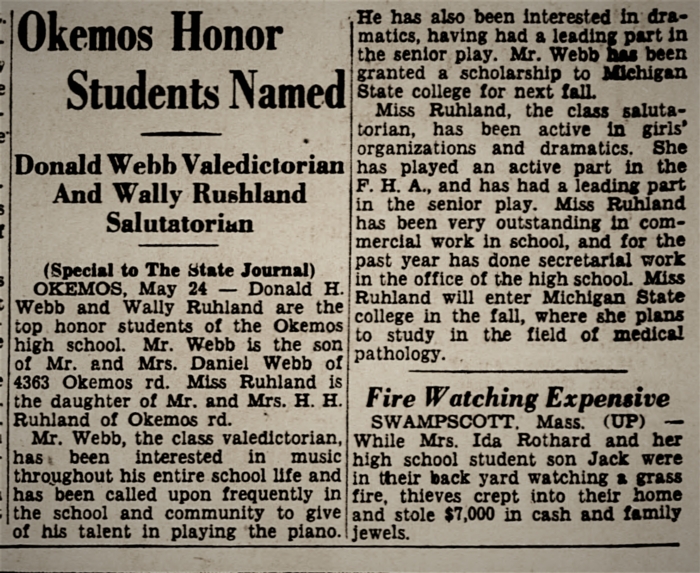 Okemos Honor
Students Named
Donald Webb Valedictorian
And Wally Rushland
Salutatorian
(Special to The State Journal)
OKEMOS, May 24 — Donald H.
Webb and Wally Ruhland are the
top honor students of the Okemos
high school. Mr. Webb is the son
of Mr. and Mrs. Daniel Webb of
4363 Okemos rd. Miss Ruhland is
the daughter of Mr. and Mrs. H. H.
Ruhland of Okemos rd.
Mr. Webb, the class valedictorian,
has been interested in music
throughout his entire school life and
has been called upon frequently in
the school and community to give
of his talent in playing the piano.
He has also been interested in dra-
matics, having had a leading part in
the senior play. Mr. Webb has been
granted a scholarship to Michigan
State college for next fall.
Miss Ruhland, the class saluta-
torian, has been active in girls'
organizations and dramatics. She
has played an active part in the
F. H. A., and has had a leading part
in the senior play. Miss Ruhland
has been very outstanding in com-
mercial work in school, and for the
past year has done secretarial work
in the office of the high school. Miss
Ruhland will enter Michigan State
college in the fall, where she plans
to study in the field of medical
pathology.
Fire Watching Expensive
SWAMPSCOTT, Mass. (UP) —
While Mrs. Ida Rothard and her
high school student son Jack were
in their back yard watching a grass
fire, thieves crept into their home
and stole $7,000 in cash and family
jewels.